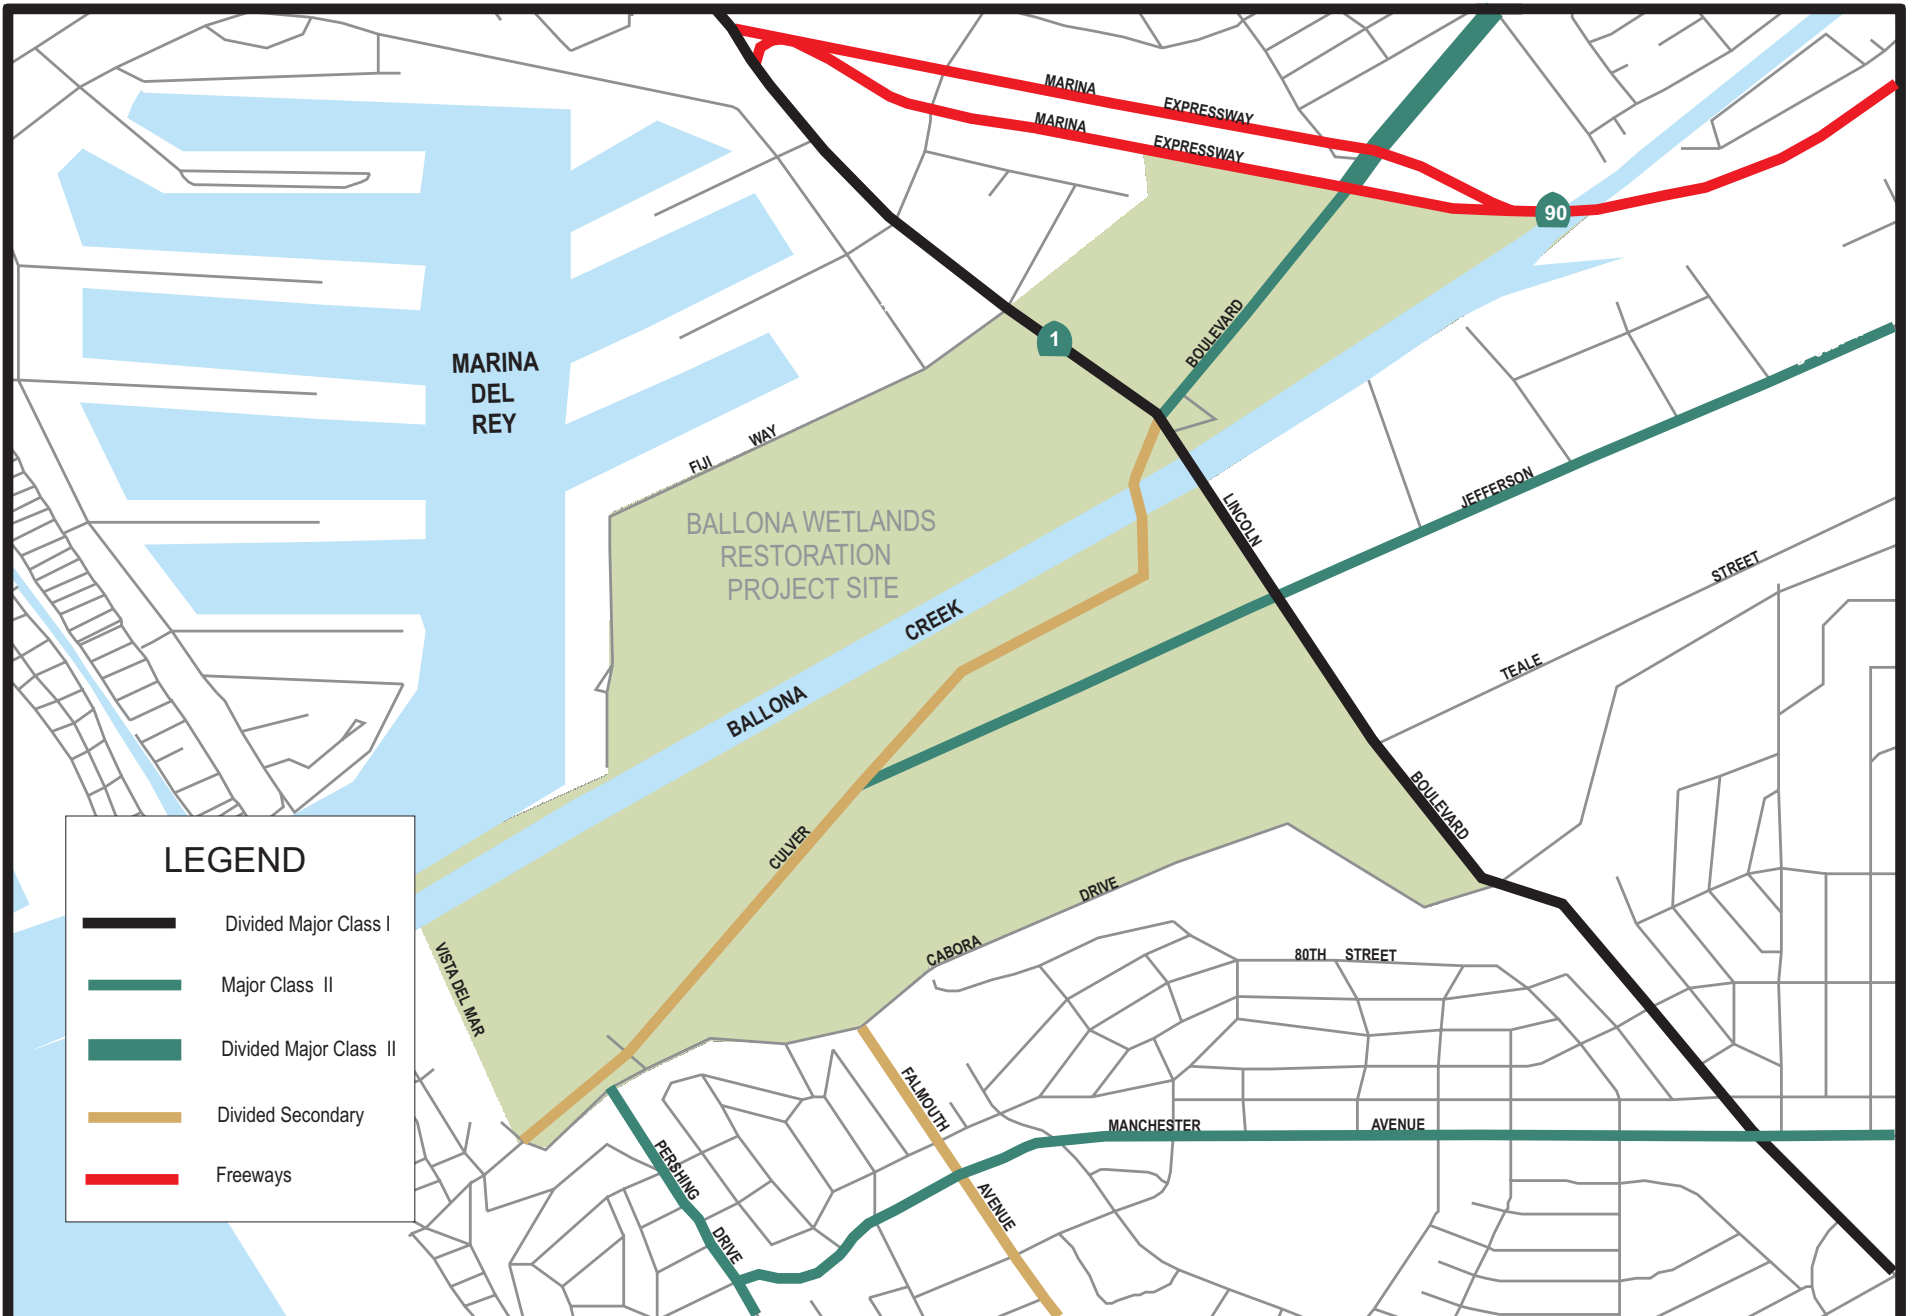 MARINA
EXPRESSWAY
MARINA
EXPRESSWAY
90
1
BOULEVARD
MARINA
DEL
REY
FIJI WAY
BALLONA WETLANDS
RESTORATION
PROJECT SITE
LINCOLN
JEFFERSON
STREET
TEALE
CREEK
BALLONA
BOULEVARD
CULVER
DRIVE
CABORA
VISTA DEL MAR
80TH STREET
FALMOUTH
AVENUE
MANCHESTER AVENUE
PERSHING
DRIVE
LEGEND
Divided Major Class I
Major Class II
Divided Major Class II
Divided Secondary
Freeways